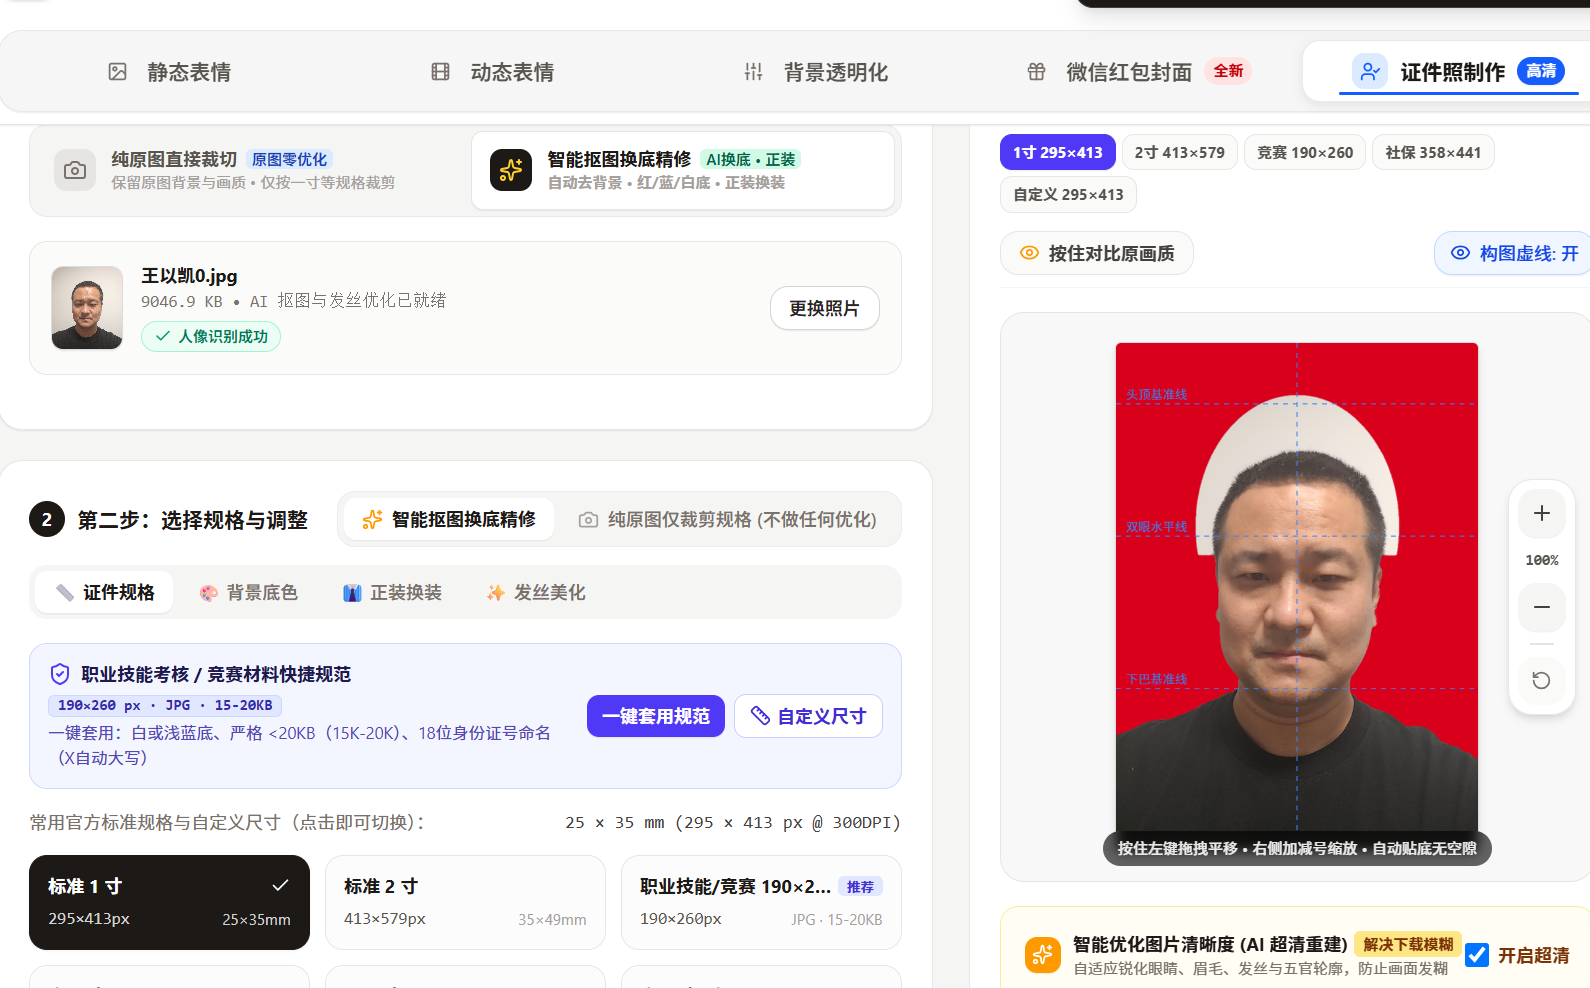 静态表情
动态表情
背景透明化
微信红包封面 全新
证件照制作 高清
纯原图直接裁切 原图零优化
保留原图背景与画质 • 仅按一寸等规格裁剪
智能抠图换底精修 AI换底 • 正装
自动去背景 • 红/蓝/白底 • 正装换装
王以凯0.jpg
9046.9 KB • AI 抠图与发丝优化已就绪
人像识别成功
更换照片
2 第二步：选择规格与调整
智能抠图换底精修
纯原图仅裁剪规格 (不做任何优化)
证件规格
背景底色
正装换装
发丝美化
职业技能考核 / 竞赛材料快捷规范
190×260 px · JPG · 15-20KB
一键套用：白或浅蓝底、严格 <20KB（15K-20K）、18位身份证号命名
（X自动大写）
一键套用规范
自定义尺寸
常用官方标准规格与自定义尺寸（点击即可切换）：
25 × 35 mm (295 × 413 px @ 300DPI)
标准 1 寸
295×413px 25×35mm
标准 2 寸
413×579px 35×49mm
职业技能/竞赛 190×2... 推荐
190×260px JPG · 15-20KB
1寸 295×413
2寸 413×579
竞赛 190×260
社保 358×441
自定义 295×413
按住对比原画质
构图虚线: 开
头顶基准线
双眼水平线
下巴基准线
100%
按住左键拖拽平移 • 右侧加减号缩放 • 自动贴底无空隙
智能优化图片清晰度 (AI 超清重建) 解决下载模糊
自适应锐化眼睛、眉毛、发丝与五官轮廓，防止画面发糊
开启超清